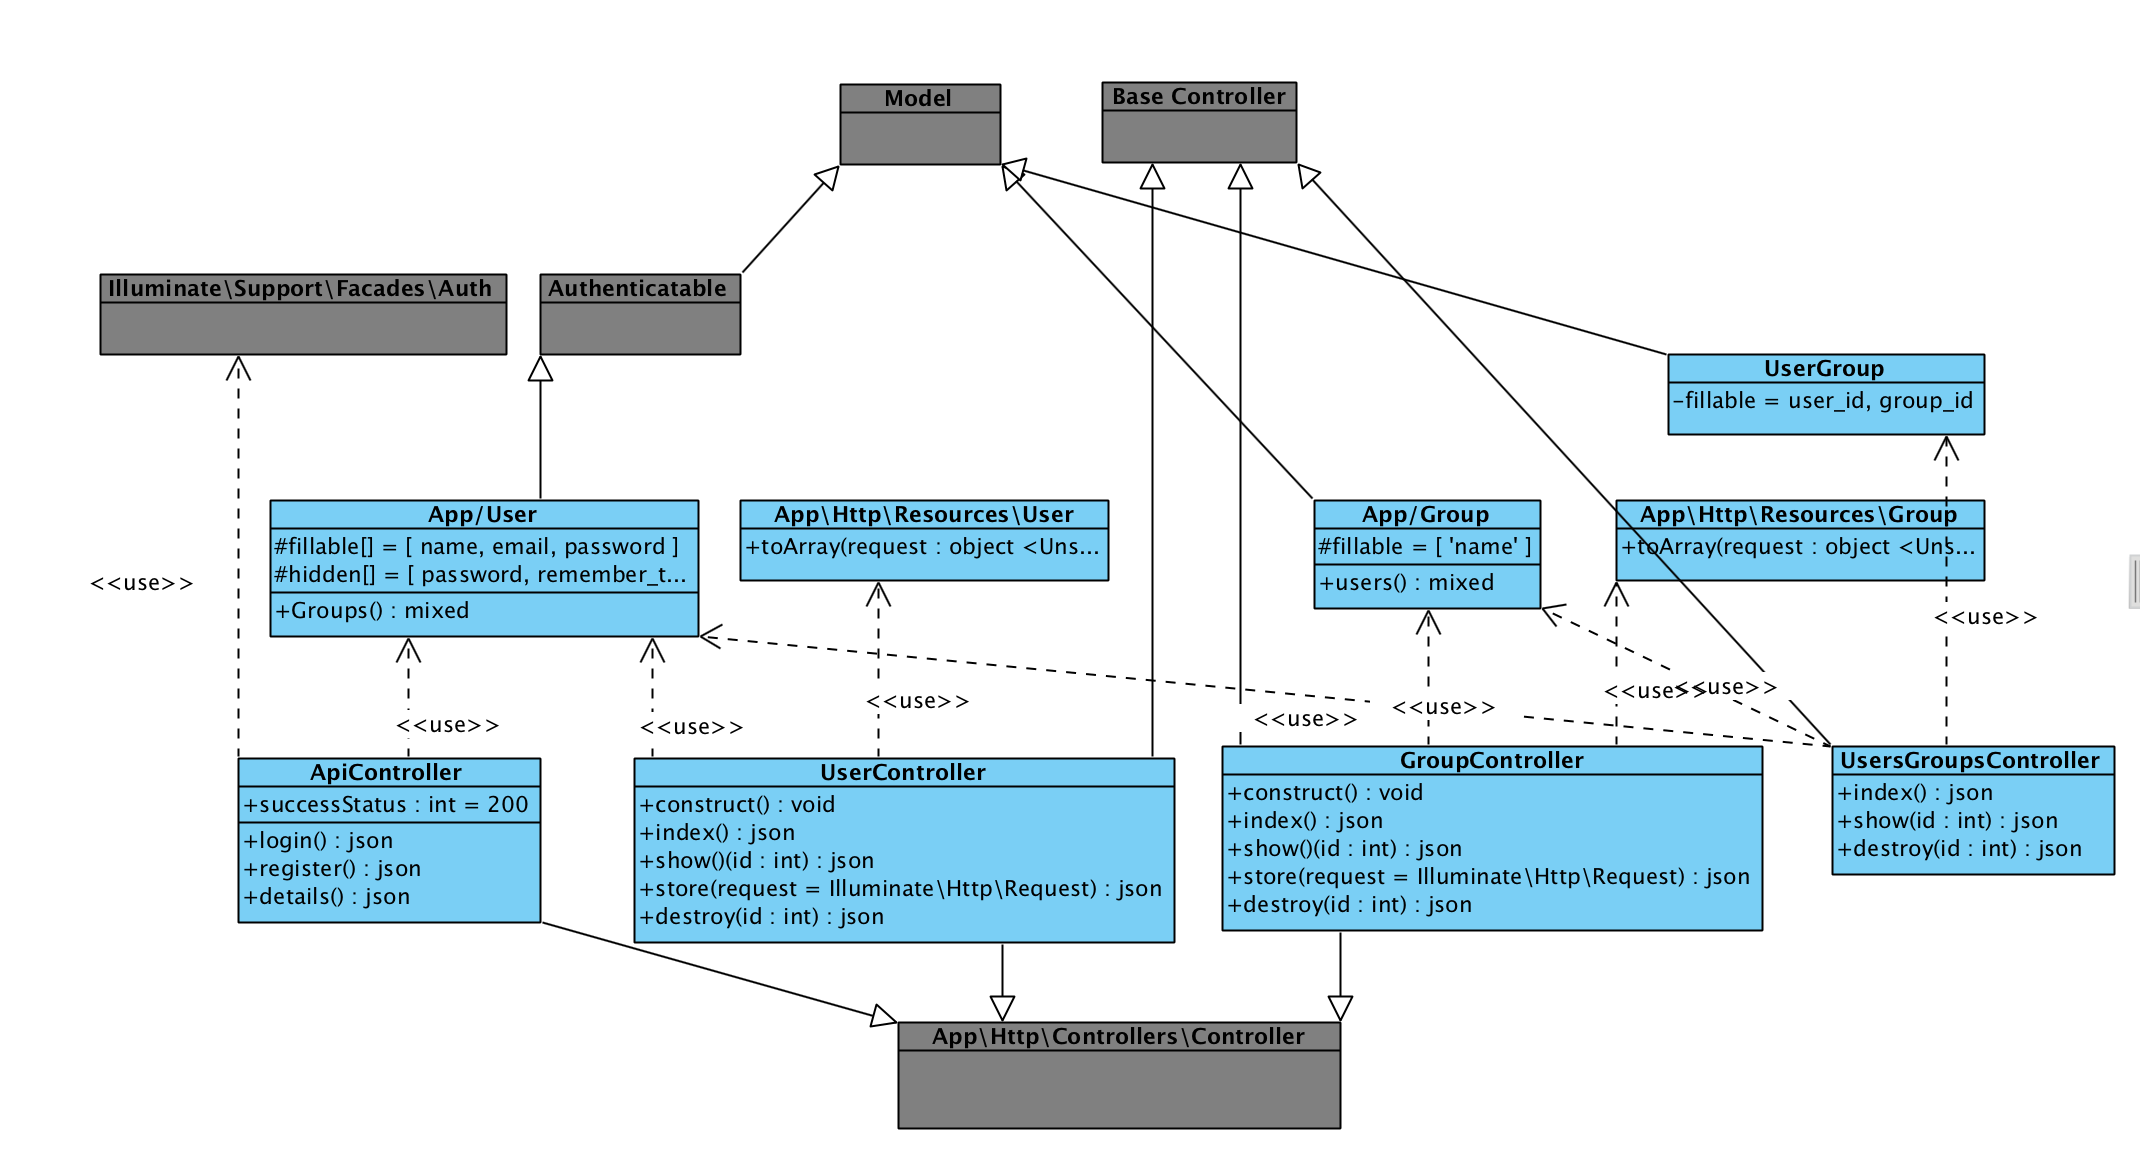 Model
Base Controller
Illuminate\Support\Facades\Auth
Authenticatable
UserGroup
-fillable = user_id, group_id
App/User
#fillable[] = [ name, email, password ]
#hidden[] = [ password, remember_t...
+Groups() : mixed
App\Http\Resources\User
+toArray(request : object <Uns...
App/Group
#fillable = [ 'name' ]
+users() : mixed
App\Http\Resources\Group
+toArray(request : object <Uns...
<<use>>
<<use>>
<<use>>
<<use>>
<<use>>
<<use>>
<<use>>
<<use>>
<<use>>
<<use>>
ApiController
+successStatus : int = 200
+login() : json
+register() : json
+details() : json
UserController
+construct() : void
+index() : json
+show()(id : int) : json
+store(request = Illuminate\Http\Request) : json
+destroy(id : int) : json
GroupController
+construct() : void
+index() : json
+show()(id : int) : json
+store(request = Illuminate\Http\Request) : json
+destroy(id : int) : json
UsersGroupsController
+index() : json
+show(id : int) : json
+destroy(id : int) : json
App\Http\Controllers\Controller